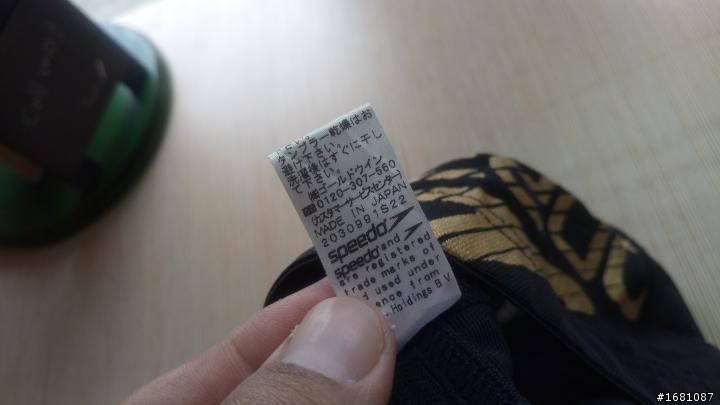 タンブラー乾燥はお
避け下さい。
洗濯後はすぐに干し
て下さい。
㈱ゴールドウイン
0120-307-560
(カスタマーサービスセンター)
MADE IN JAPAN
2030991S22
speedo
speedo and
are registered
trade marks of
used under
ence from
Holdings B.V.
#1681087